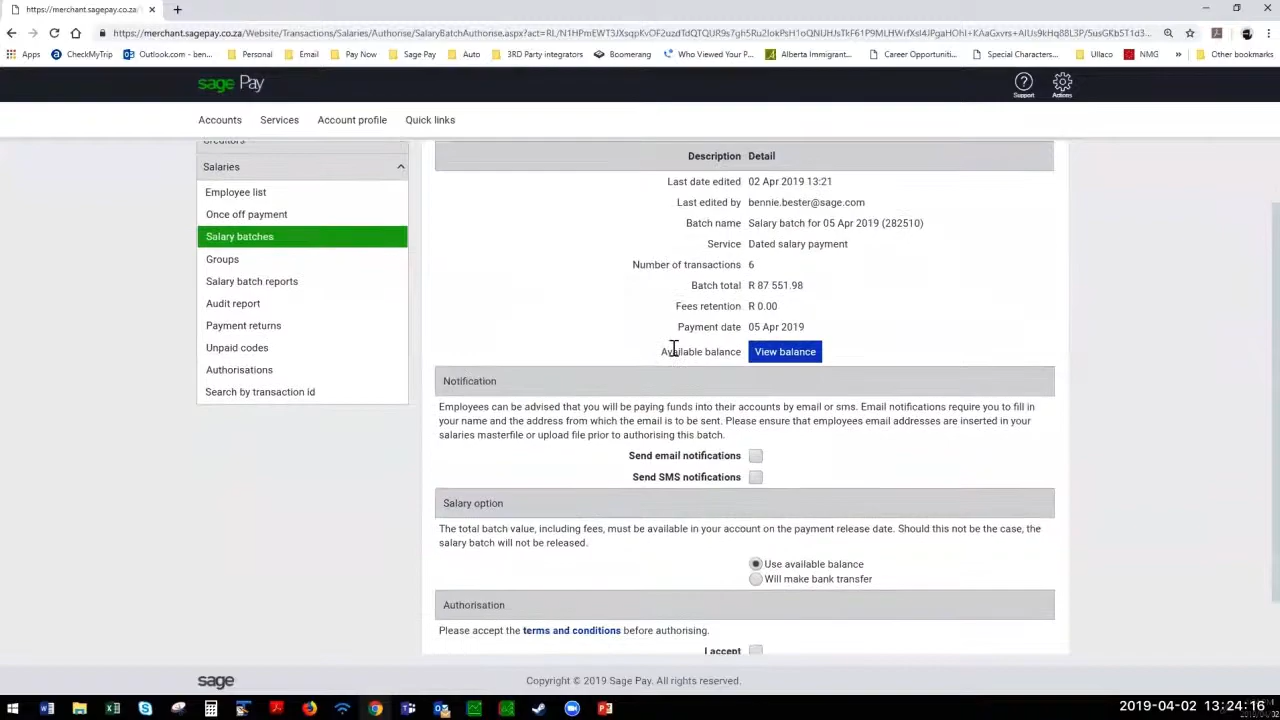 https://merchant.sagepay.co.za/
https://merchant.sagepay.co.za/Website/Transactions/Salaries/Authorise/SalaryBatchAuthorise.aspx?act=
Apps CheckMyTrip Outlook.com - ben... Personal Email Pay Now Sage Pay Auto 3RD Party integrators Boomerang Who Viewed Your P... Alberta Immigrant... Career Opportuniti... Special Characters... Ullaco NMG » Other bookmarks
sage Pay
Support Actions
Accounts Services Account profile Quick links
Creditors
Salaries
Employee list
Once off payment
Salary batches
Groups
Salary batch reports
Audit report
Payment returns
Unpaid codes
Authorisations
Search by transaction id
Description Detail
Last date edited 02 Apr 2019 13:21
Last edited by bennie.bester@sage.com
Batch name Salary batch for 05 Apr 2019 (282510)
Service Dated salary payment
Number of transactions 6
Batch total R 87 551.98
Fees retention R 0.00
Payment date 05 Apr 2019
Available balance View balance
Notification
Employees can be advised that you will be paying funds into their accounts by email or sms. Email notifications require you to fill in
your name and the address from which the email is to be sent. Please ensure that employees email addresses are inserted in your
salaries masterfile or upload file prior to authorising this batch.
Send email notifications
Send SMS notifications
Salary option
The total batch value, including fees, must be available in your account on the payment release date. Should this not be the case, the
salary batch will not be released.
Use available balance
Will make bank transfer
Authorisation
Please accept the terms and conditions before authorising.
I accept
sage
Copyright © 2019 Sage Pay. All rights reserved.
2019-04-02 13:24:16